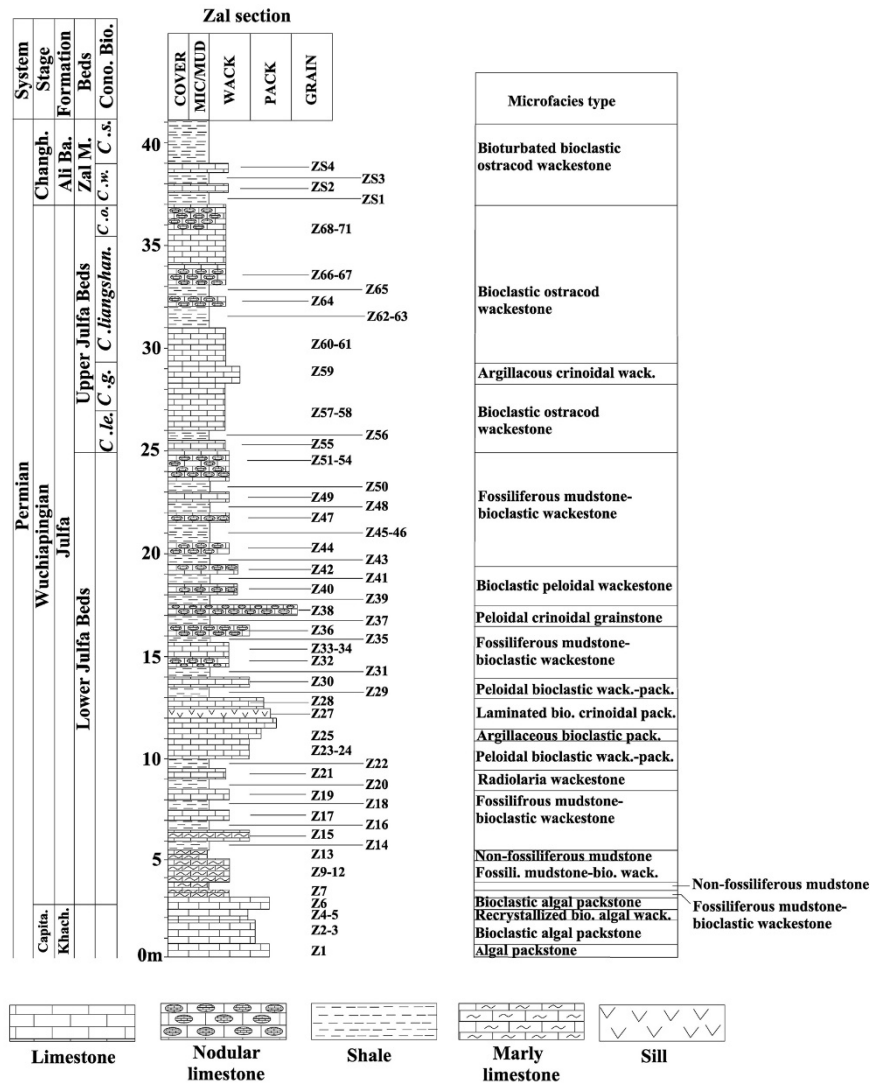 Zal section
System
Stage
Formation
Beds
Cono. Bio.
COVER
MIC/MUD
WACK
PACK
GRAIN
Microfacies type
Permian
Changh.
Wuchiapingian
Capita.
Ali Ba.
Julfa
Khach.
Zal M.
Upper Julfa Beds
Lower Julfa Beds
C .s.
C .w.
C .o.
C .liangshan.
C .g.
C .le.
40
35
30
25
20
15
10
5
0m
ZS4
ZS3
ZS2
ZS1
Z68-71
Z66-67
Z65
Z64
Z62-63
Z60-61
Z59
Z57-58
Z56
Z55
Z51-54
Z50
Z49
Z48
Z47
Z45-46
Z44
Z43
Z42
Z41
Z40
Z39
Z38
Z37
Z36
Z35
Z33-34
Z32
Z31
Z30
Z29
Z28
Z27
Z25
Z23-24
Z22
Z21
Z20
Z19
Z18
Z17
Z16
Z15
Z14
Z13
Z9-12
Z7
Z6
Z4-5
Z2-3
Z1
Bioturbated bioclastic
ostracod wackestone
Bioclastic ostracod
wackestone
Argillacous crinoidal wack.
Bioclastic ostracod
wackestone
Fossiliferous mudstone-
bioclastic wackestone
Bioclastic peloidal wackestone
Peloidal crinoidal grainstone
Fossiliferous mudstone-
bioclastic wackestone
Peloidal bioclastic wack.-pack.
Laminated bio. crinoidal pack.
Argillaceous bioclastic pack.
Peloidal bioclastic wack.-pack.
Radiolaria wackestone
Fossilifrous mudstone-
bioclastic wackestone
Non-fossiliferous mudstone
Fossili. mudstone-bio. wack.
Non-fossiliferous mudstone
Bioclastic algal packstone
Fossiliferous mudstone-
bioclastic wackestone
Recrystallized bio. algal wack.
Bioclastic algal packstone
Algal packstone
Limestone
Nodular
limestone
Shale
Marly
limestone
Sill